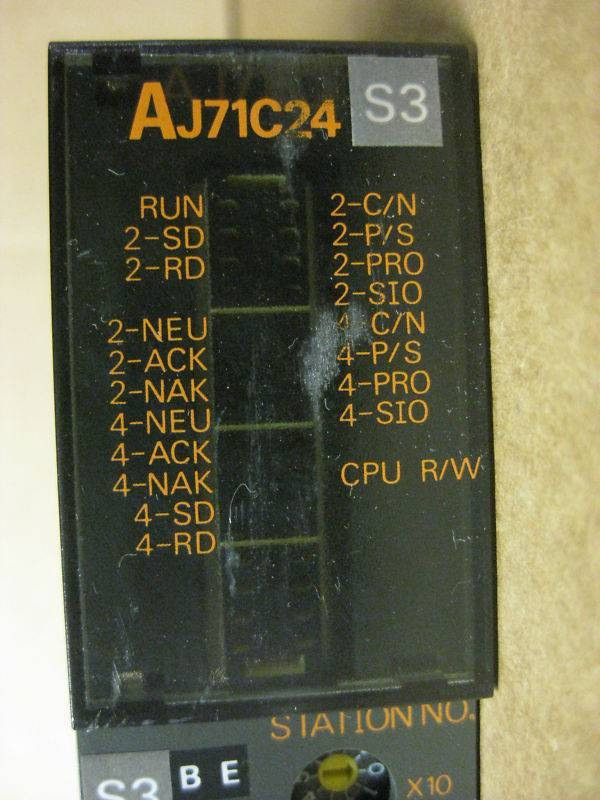 AJ71C24 S3
RUN
2-SD
2-RD
2-NEU
2-ACK
2-NAK
4-NEU
4-ACK
4-NAK
4-SD
4-RD
2-C/N
2-P/S
2-PRO
2-SIO
4-C/N
4-P/S
4-PRO
4-SIO
CPU R/W
STATION NO.
S3 B E
X10